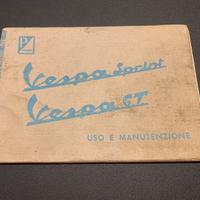 Vespa Sprint
Vespa GT
USO E MANUTENZIONE